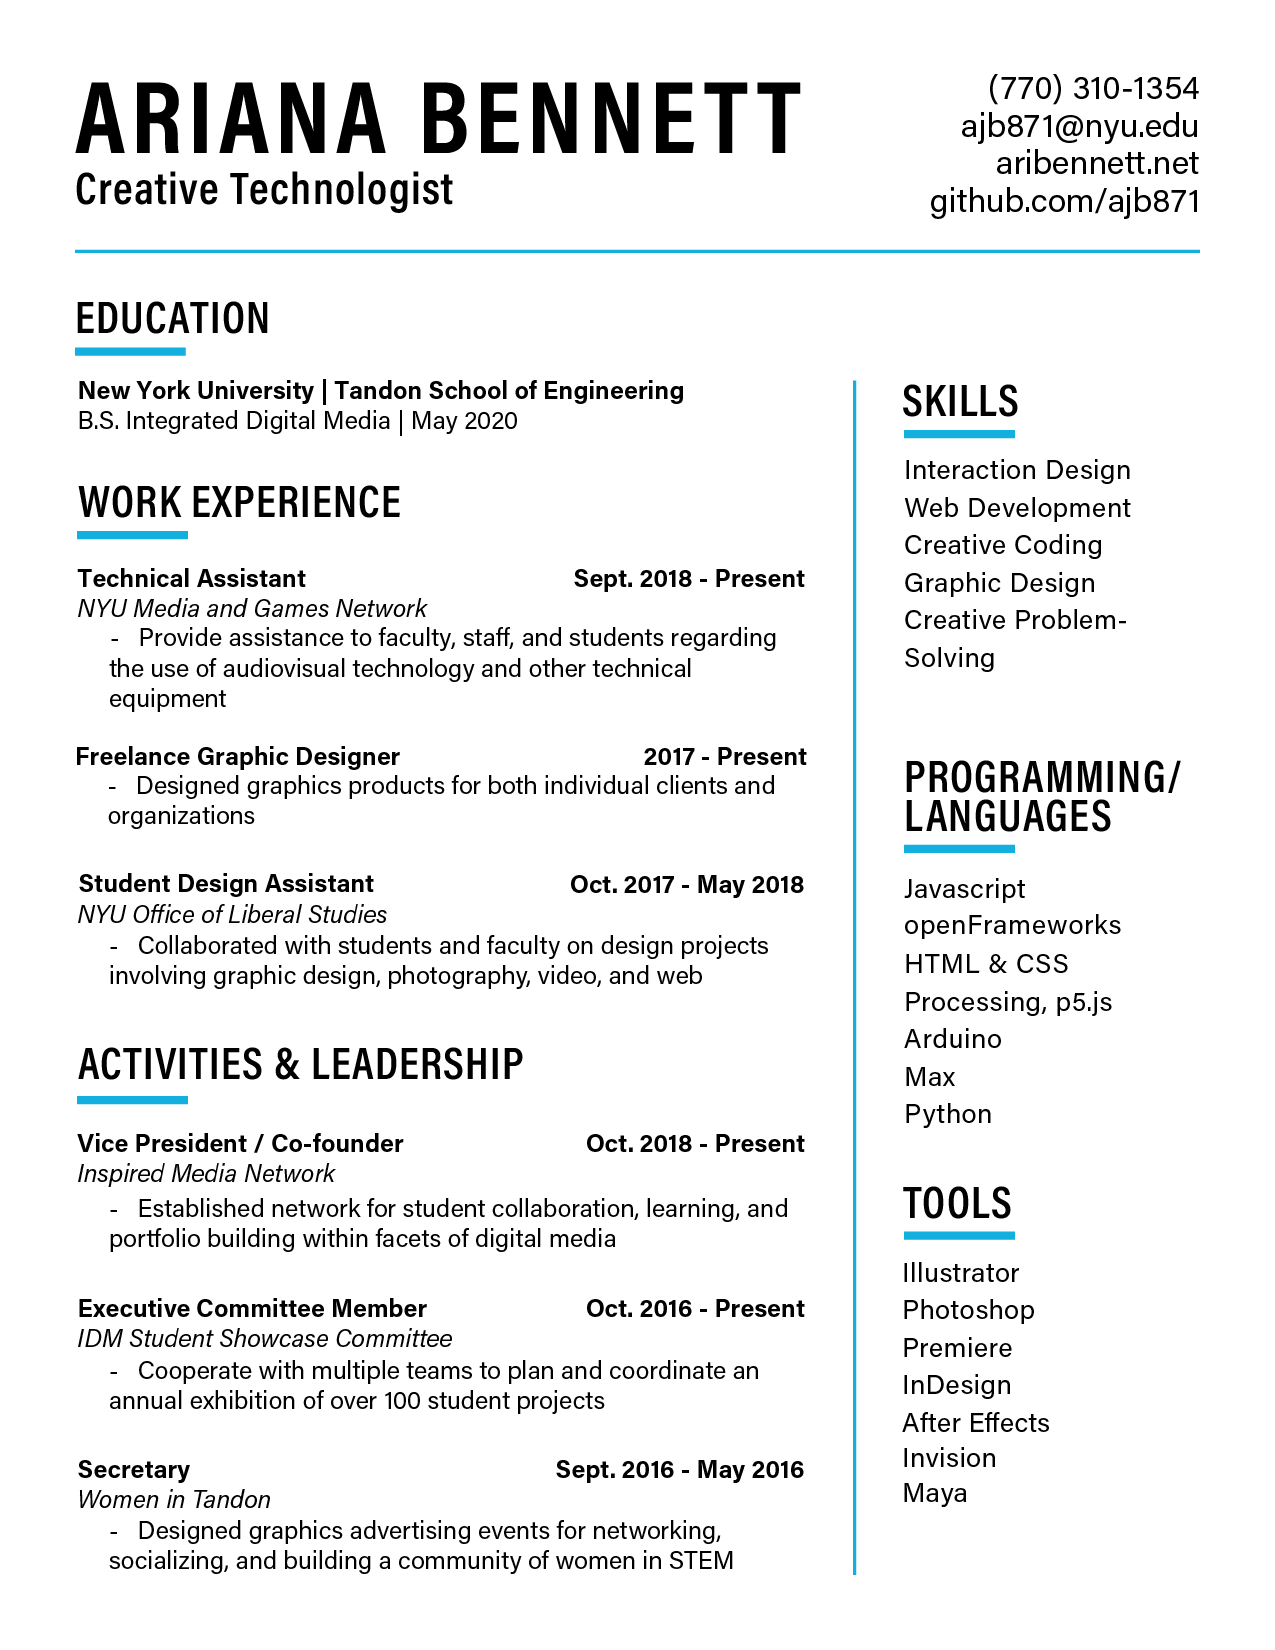 ARIANA BENNETT
Creative Technologist
(770) 310-1354
ajb871@nyu.edu
aribennett.net
github.com/ajb871
EDUCATION
New York University | Tandon School of Engineering
B.S. Integrated Digital Media | May 2020
WORK EXPERIENCE
Technical Assistant Sept. 2018 - Present
NYU Media and Games Network
- Provide assistance to faculty, staff, and students regarding
the use of audiovisual technology and other technical
equipment
Freelance Graphic Designer 2017 - Present
- Designed graphics products for both individual clients and
organizations
Student Design Assistant Oct. 2017 - May 2018
NYU Office of Liberal Studies
- Collaborated with students and faculty on design projects
involving graphic design, photography, video, and web
ACTIVITIES & LEADERSHIP
Vice President / Co-founder Oct. 2018 - Present
Inspired Media Network
- Established network for student collaboration, learning, and
portfolio building within facets of digital media
Executive Committee Member Oct. 2016 - Present
IDM Student Showcase Committee
- Cooperate with multiple teams to plan and coordinate an
annual exhibition of over 100 student projects
Secretary Sept. 2016 - May 2016
Women in Tandon
- Designed graphics advertising events for networking,
socializing, and building a community of women in STEM
SKILLS
Interaction Design
Web Development
Creative Coding
Graphic Design
Creative Problem-
Solving
PROGRAMMING/
LANGUAGES
Javascript
openFrameworks
HTML & CSS
Processing, p5.js
Arduino
Max
Python
TOOLS
Illustrator
Photoshop
Premiere
InDesign
After Effects
Invision
Maya